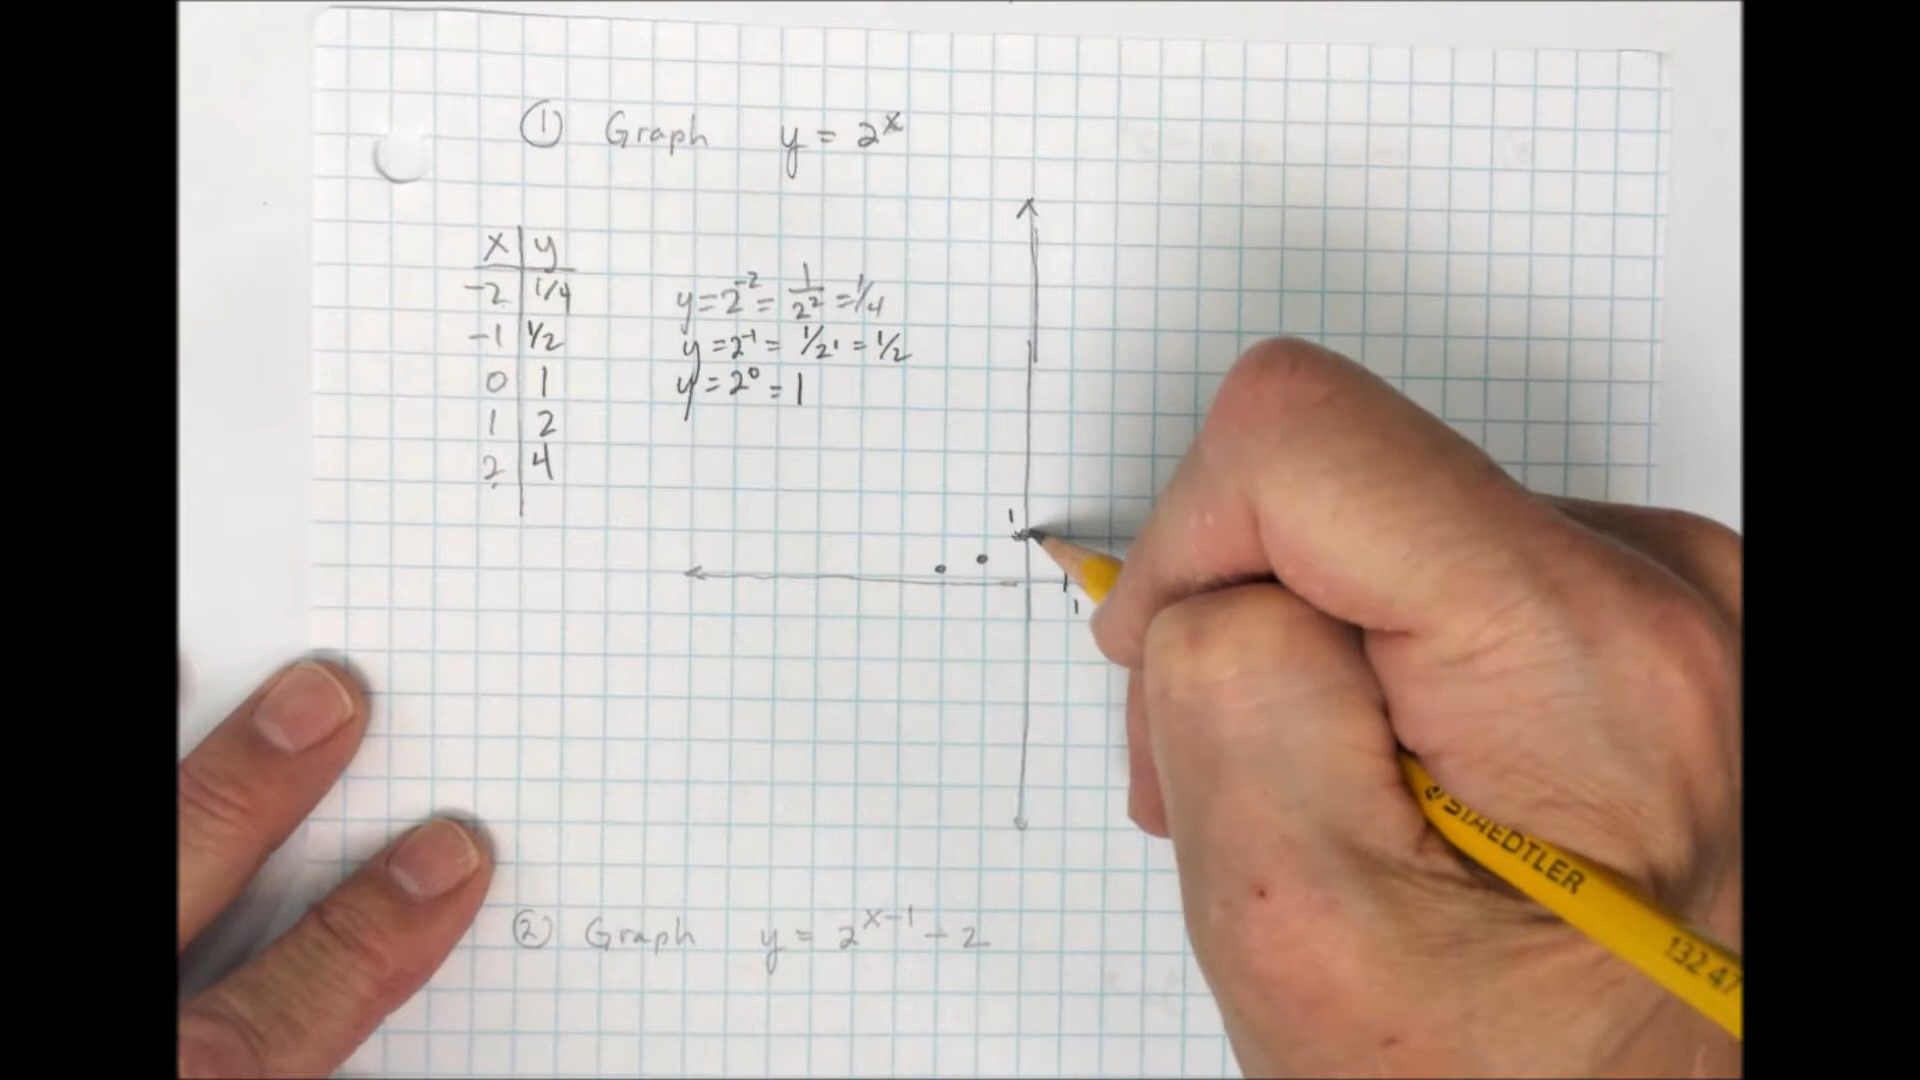 ① Graph y = 2^x
x | y
-2 | 1/4
-1 | 1/2
0 | 1
1 | 2
2 | 4
y = 2^-2 = 1/2^2 = 1/4
y = 2^-1 = 1/2^1 = 1/2
y = 2^0 = 1
1
1
② Graph y = 2^x-1 - 2
STAEDTLER
132 47